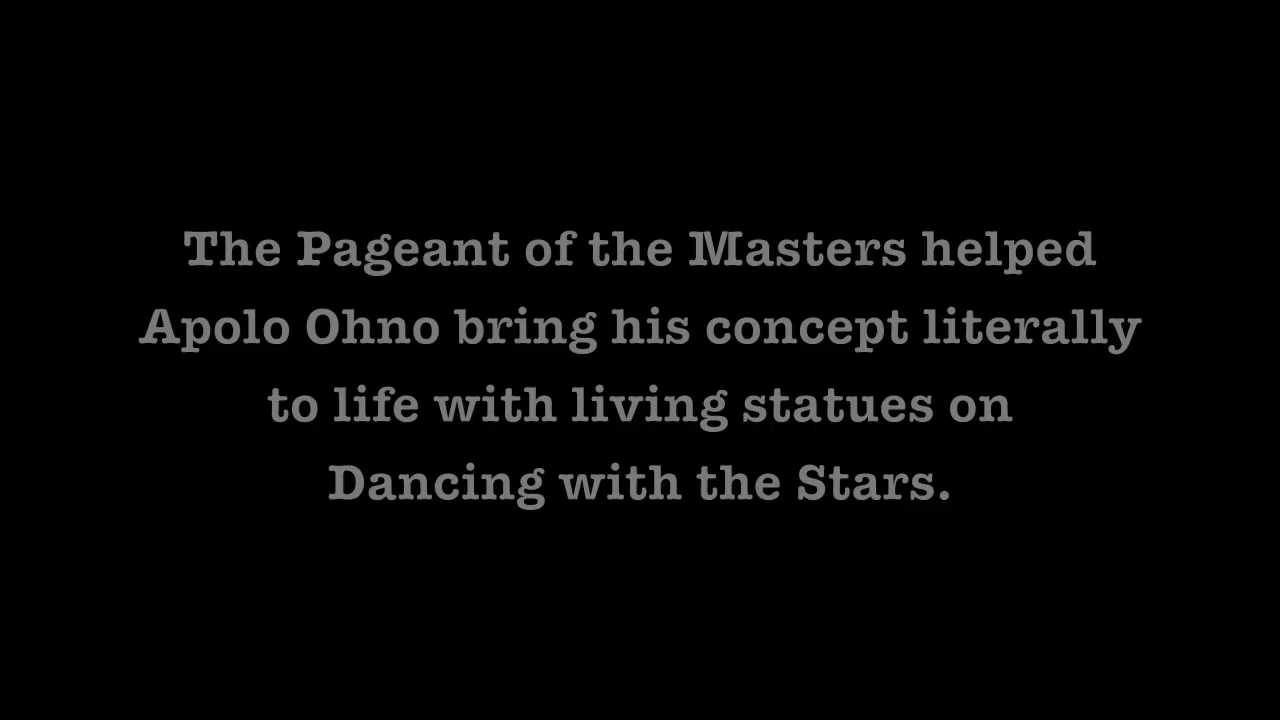 The Pageant of the Masters helped
Apolo Ohno bring his concept literally
to life with living statues on
Dancing with the Stars.